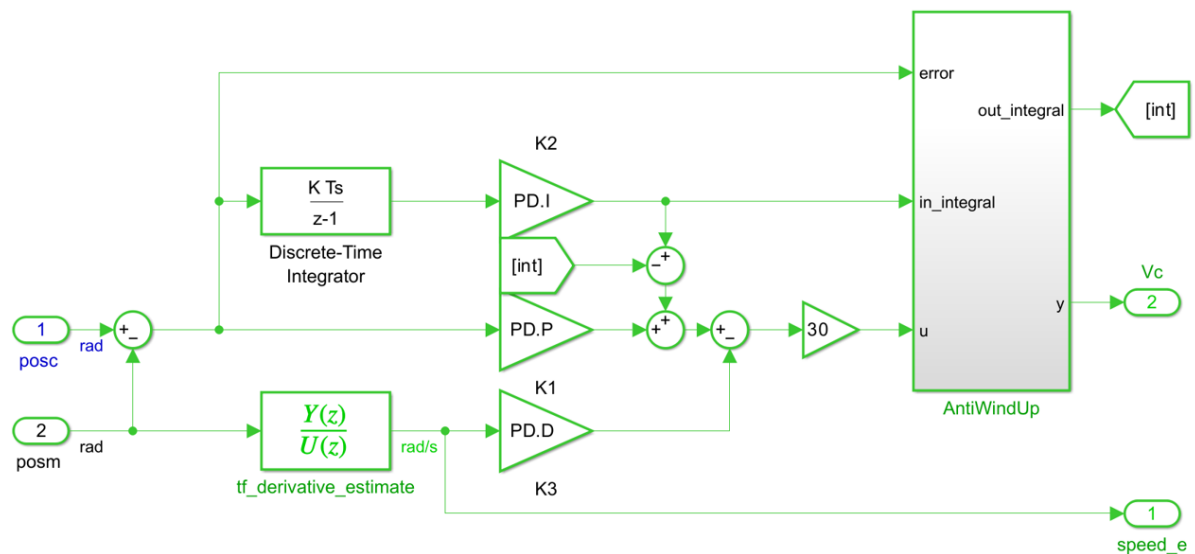 error
out_integral
[int]
K2
K Ts
z-1
PD.I
in_integral
Discrete-Time
Integrator
[int]
− +
Vc
1
rad
posc
+ −
PD.P
+ +
+ −
30
u
y
2
AntiWindUp
K1
2
rad
posm
Y(z)
U(z)
rad/s
PD.D
tf_derivative_estimate
K3
1
speed_e